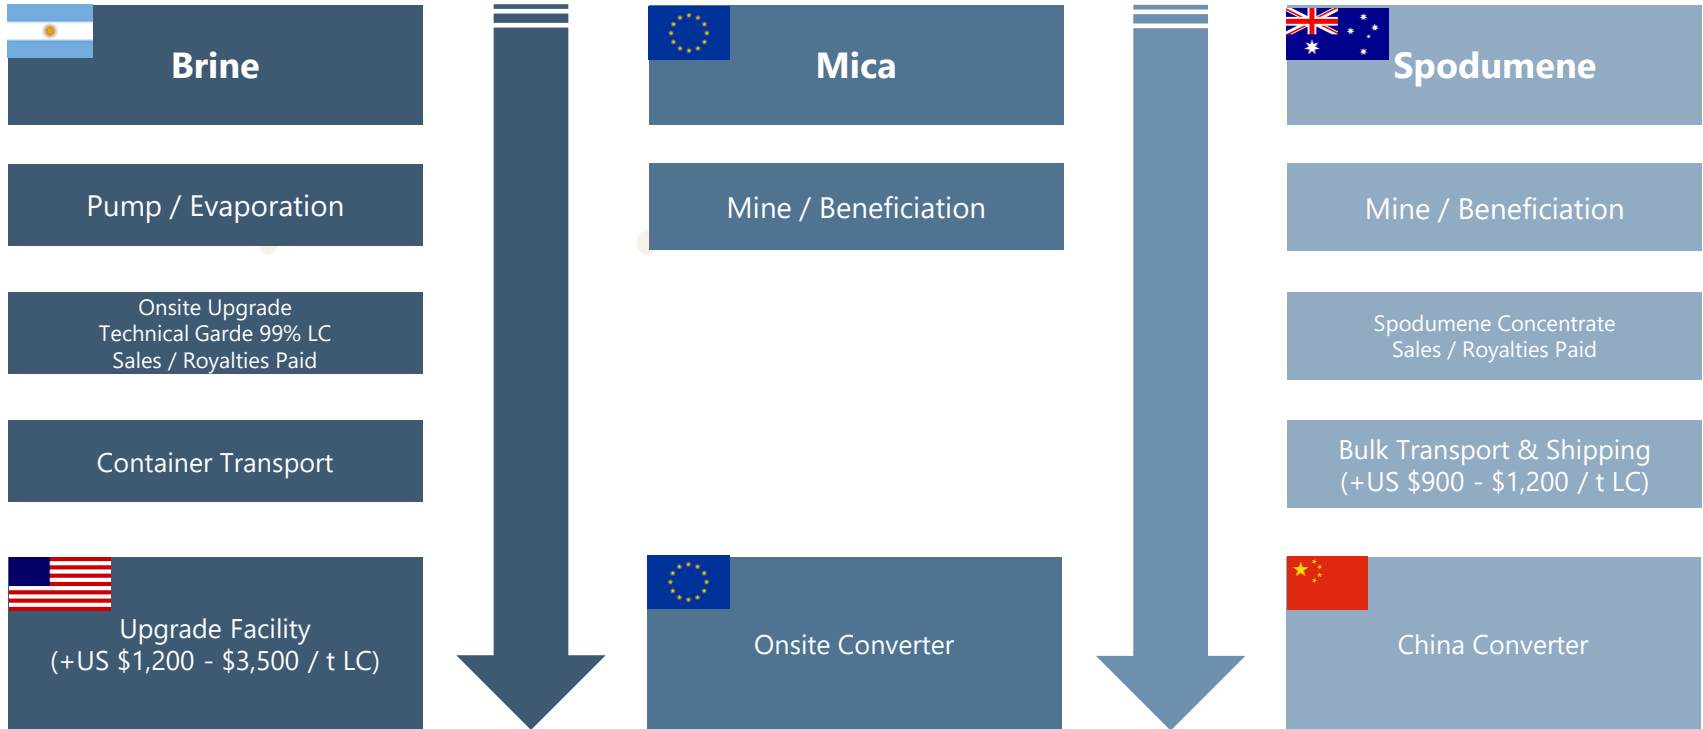 Brine
Pump / Evaporation
Onsite Upgrade
Technical Garde 99% LC
Sales / Royalties Paid
Container Transport
Upgrade Facility
(+US $1,200 - $3,500 / t LC)
Mica
Mine / Beneficiation
Onsite Converter
Spodumene
Mine / Beneficiation
Spodumene Concentrate
Sales / Royalties Paid
Bulk Transport & Shipping
(+US $900 - $1,200 / t LC)
China Converter